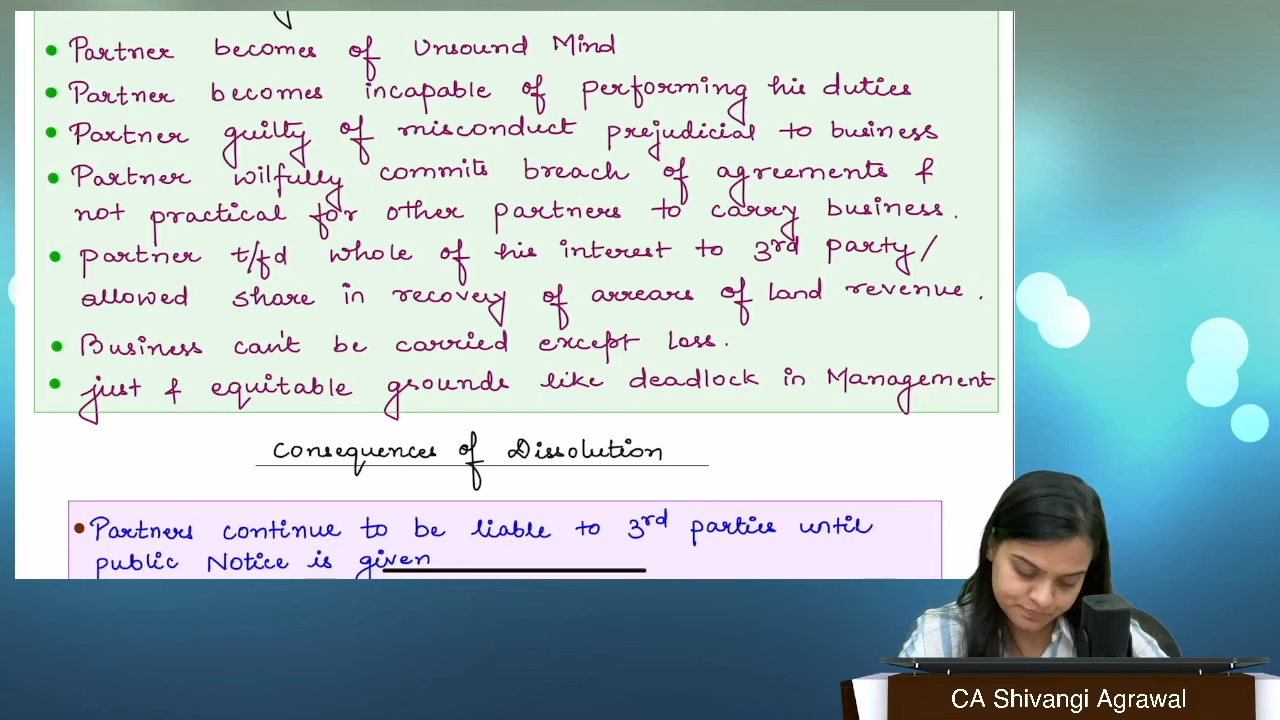 Partner becomes of Unsound Mind
Partner becomes incapable of performing his duties
Partner guilty of misconduct prejudicial to business
Partner wilfully commits breach of agreements &
not practical for other partners to carry business.
partner t/fd whole of his interest to 3rd party/
allowed share in recovery of arrears of land revenue.
Business can't be carried except loss.
just & equitable grounds like deadlock in Management
Consequences of Dissolution
Partners continue to be liable to 3rd parties until
public Notice is given
CA Shivangi Agrawal